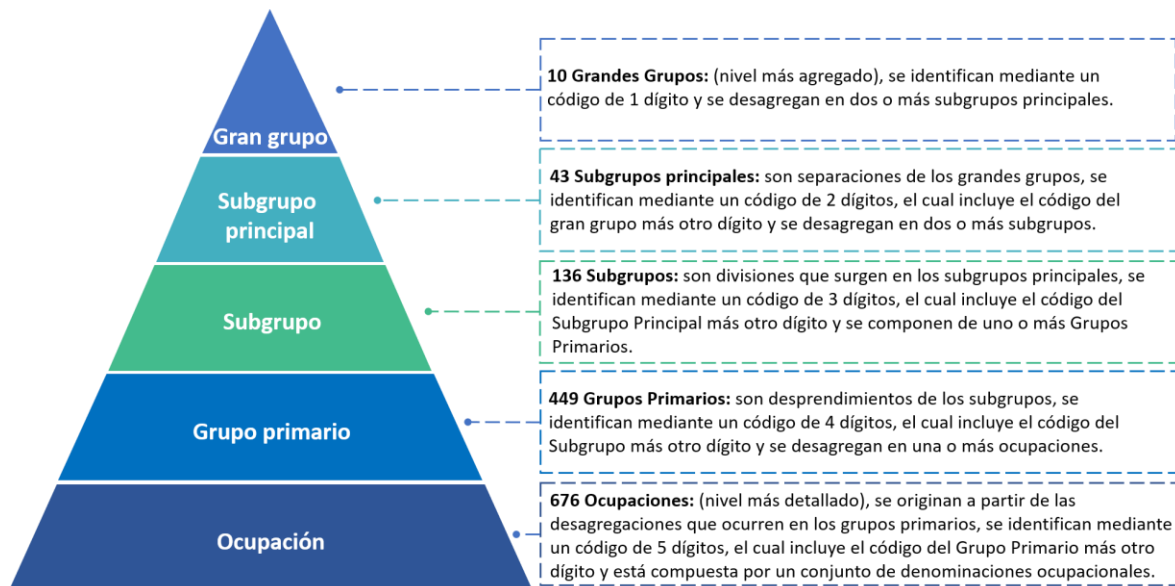 Gran grupo
10 Grandes Grupos: (nivel más agregado), se identifican mediante un
código de 1 dígito y se desagregan en dos o más subgrupos principales.
Subgrupo
principal
43 Subgrupos principales: son separaciones de los grandes grupos, se
identifican mediante un código de 2 dígitos, el cual incluye el código del
gran grupo más otro dígito y se desagregan en dos o más subgrupos.
Subgrupo
136 Subgrupos: son divisiones que surgen en los subgrupos principales, se
identifican mediante un código de 3 dígitos, el cual incluye el código del
Subgrupo Principal más otro dígito y se componen de uno o más Grupos
Primarios.
Grupo primario
449 Grupos Primarios: son desprendimientos de los subgrupos, se
identifican mediante un código de 4 dígitos, el cual incluye el código del
Subgrupo más otro dígito y se desagregan en una o más ocupaciones.
Ocupación
676 Ocupaciones: (nivel más detallado), se originan a partir de las
desagregaciones que ocurren en los grupos primarios, se identifican mediante
un código de 5 dígitos, el cual incluye el código del Grupo Primario más otro
dígito y está compuesta por un conjunto de denominaciones ocupacionales.